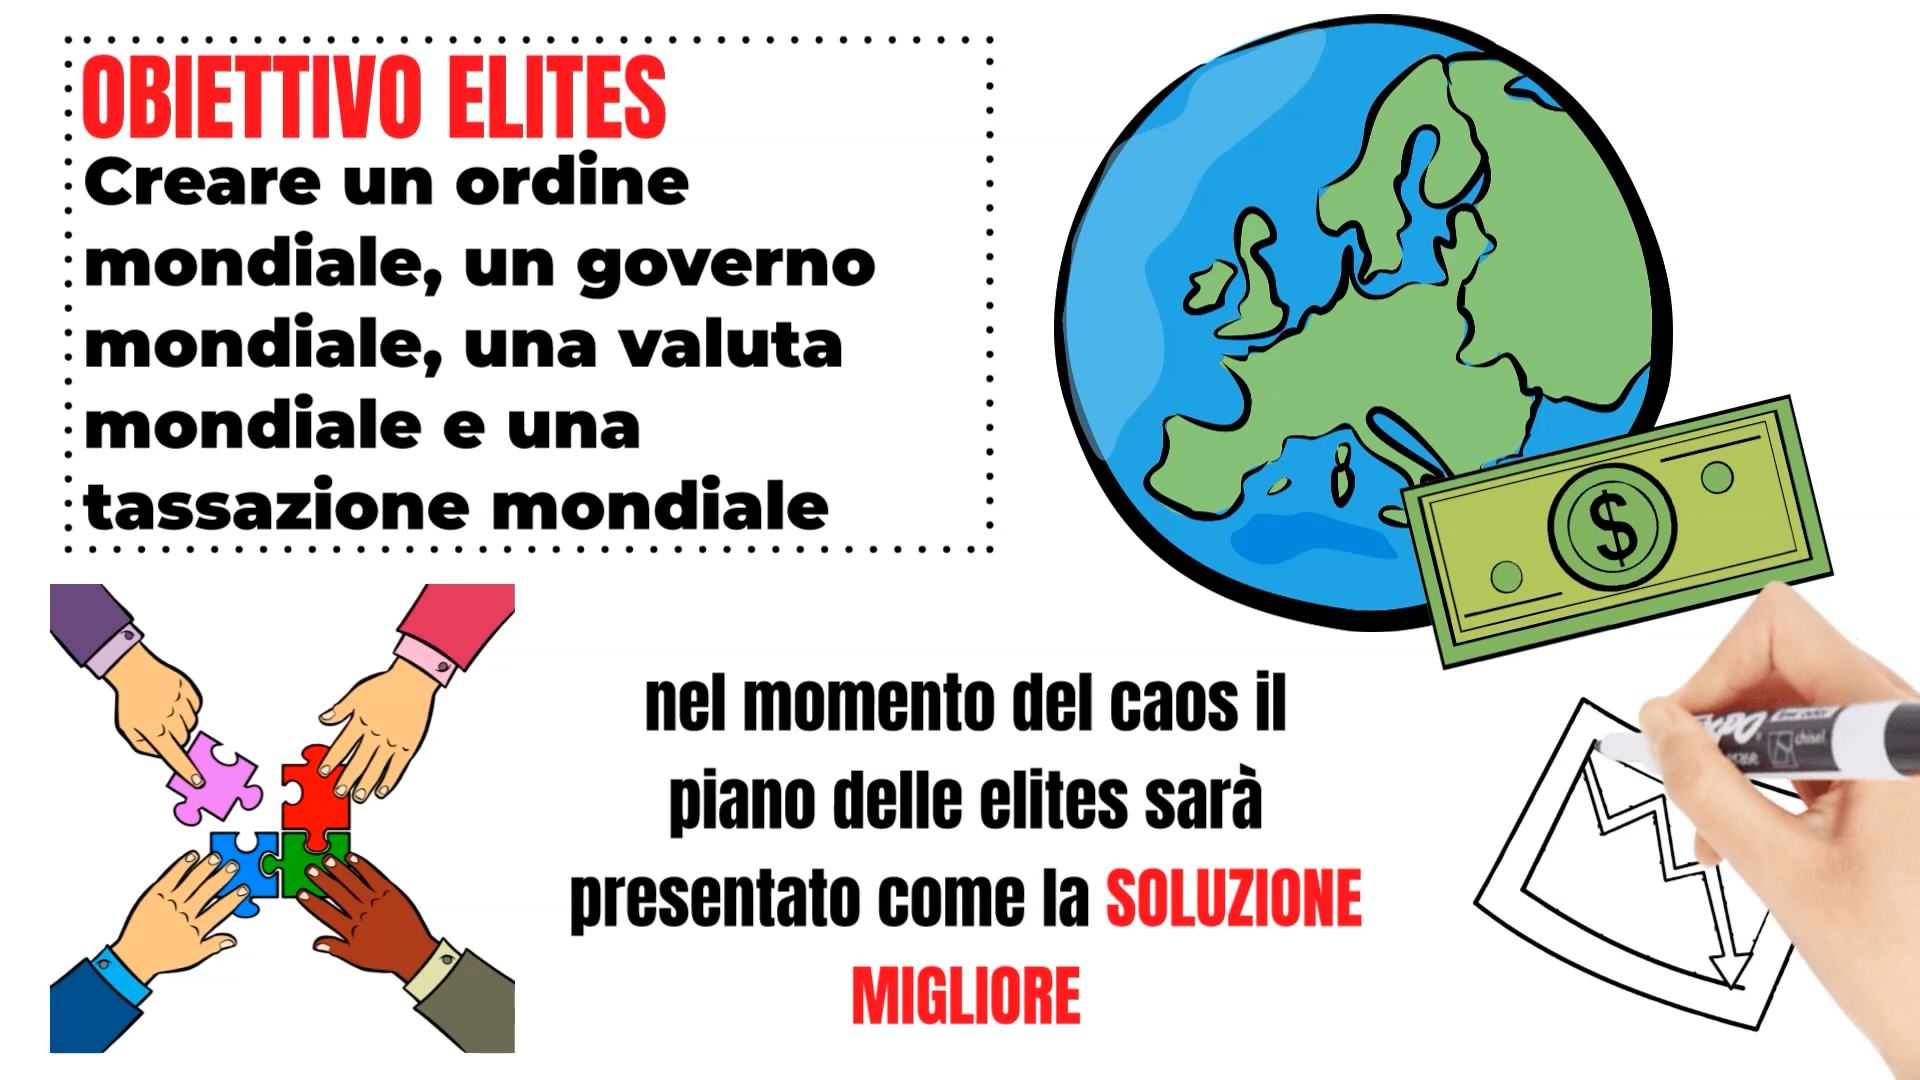 OBIETTIVO ELITES
Creare un ordine
mondiale, un governo
mondiale, una valuta
mondiale e una
tassazione mondiale
$
nel momento del caos il
piano delle elites sarà
presentato come la SOLUZIONE
MIGLIORE
chisel